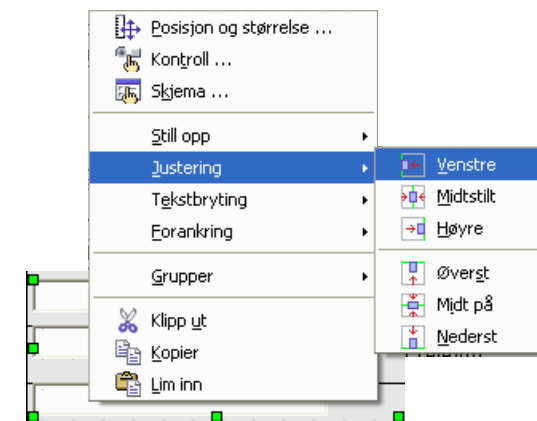 Posisjon og størrelse ...
Kontroll ...
Skjema ...
Still opp
Justering
Tekstbryting
Forankring
Grupper
Klipp ut
Kopier
Lim inn
Venstre
Midtstilt
Høyre
Øverst
Midt på
Nederst